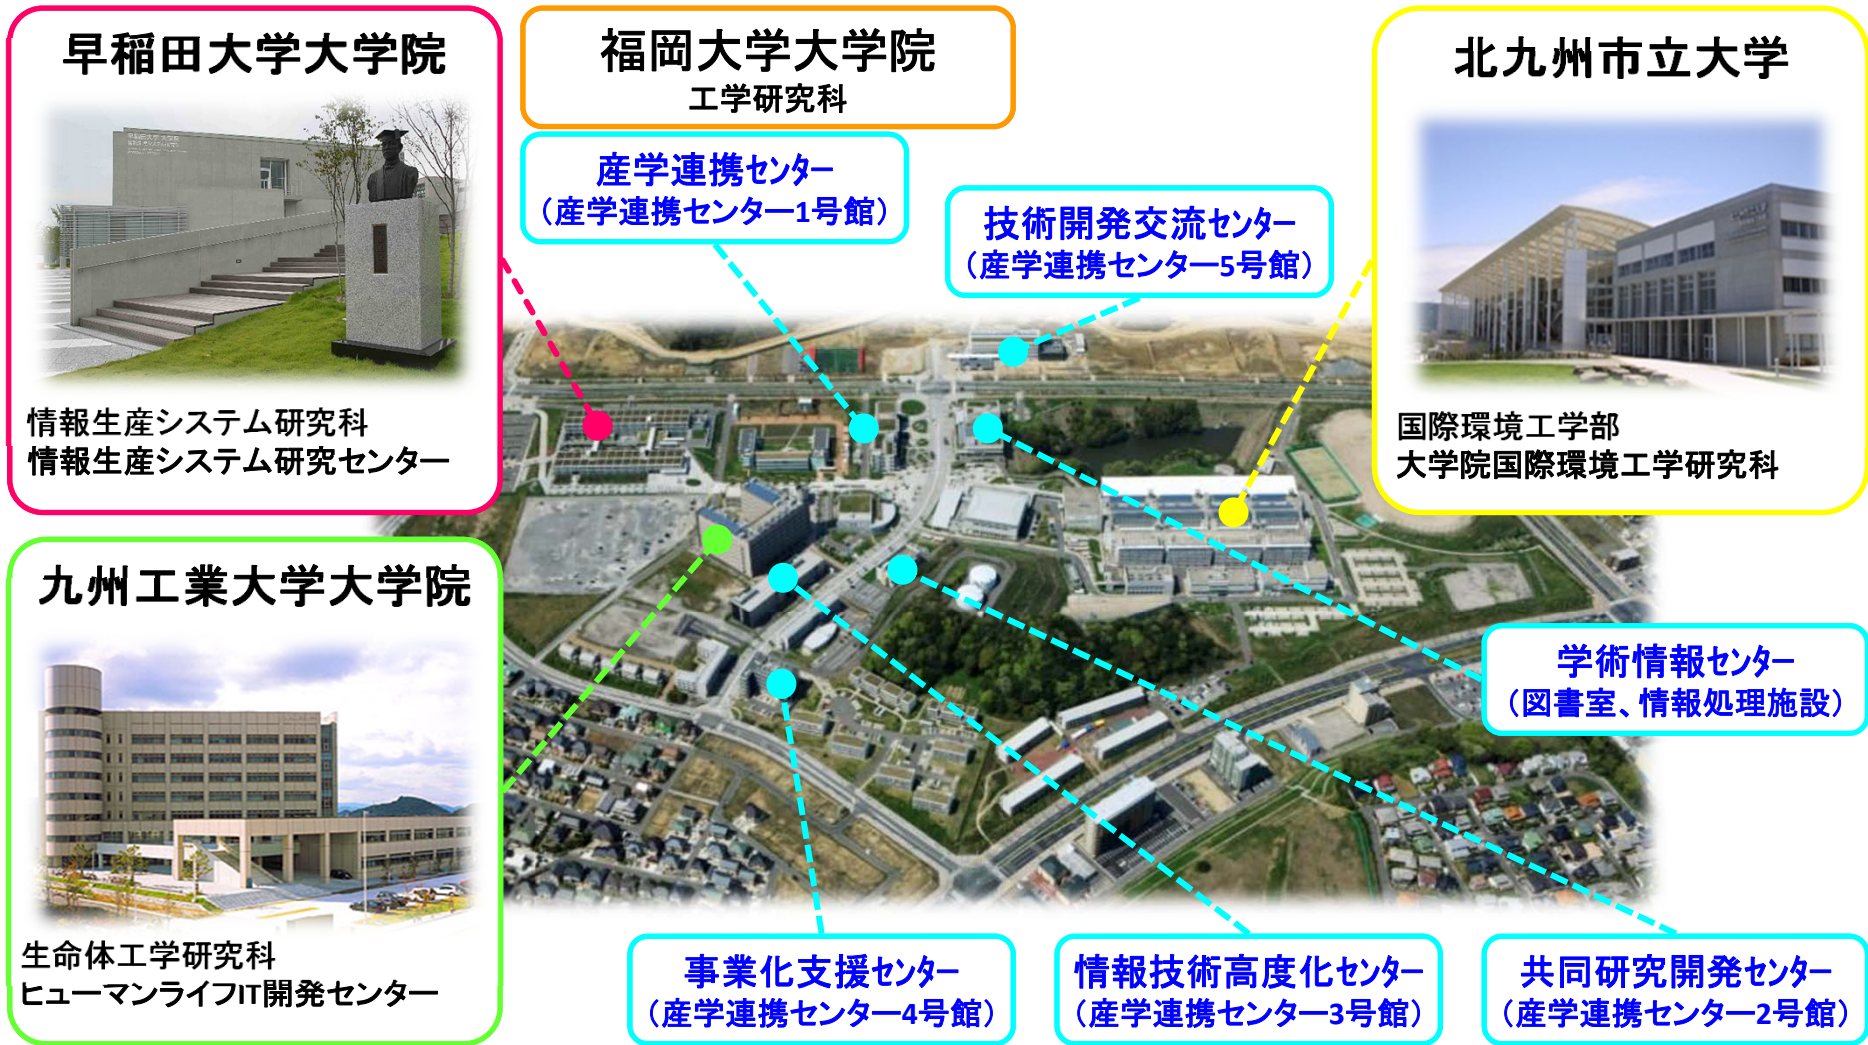 早稲田大学大学院
情報生産システム研究科
情報生産システム研究センター
福岡大学大学院
工学研究科
産学連携センター
（産学連携センター1号館）
技術開発交流センター
（産学連携センター5号館）
北九州市立大学
国際環境工学部
大学院国際環境工学研究科
九州工業大学大学院
生命体工学研究科
ヒューマンライフIT開発センター
学術情報センター
（図書室、情報処理施設）
事業化支援センター
（産学連携センター4号館）
情報技術高度化センター
（産学連携センター3号館）
共同研究開発センター
（産学連携センター2号館）